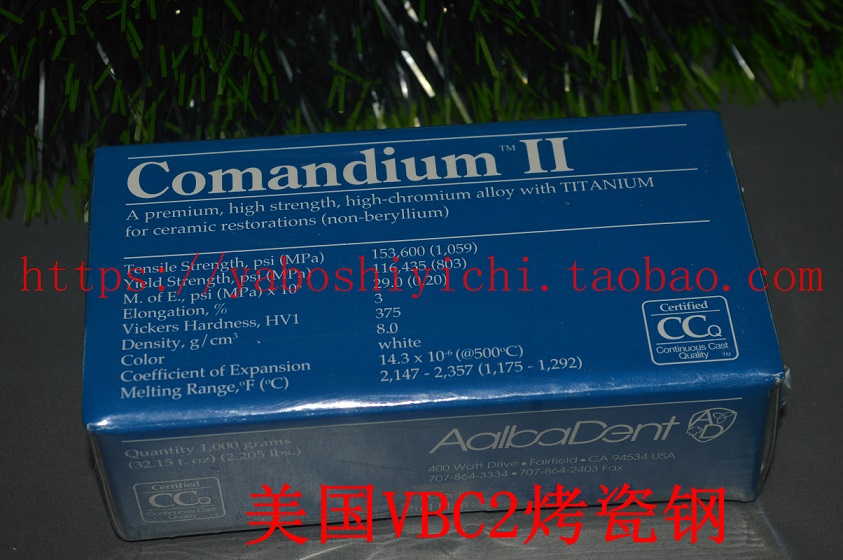 Comandium™ II
A premium, high strength, high-chromium alloy with TITANIUM
for ceramic restorations (non-beryllium)
Tensile Strength, psi (MPa) 153,600 (1,059)
Yield Strength, psi (MPa) 116,435 (803)
https://yaboshiyichi.taobao.com
M. of E., psi (MPa) x 10⁶ 29.0 (0.20)
Elongation, % 3
Vickers Hardness, HV1 375
Density, g/cm³ 8.0
Color white
Coefficient of Expansion 14.3 x 10⁻⁶ (@500°C)
Melting Range,°F (°C) 2,147 - 2,357 (1,175 - 1,292)
Certified
CCQ
Continuous Cast
Quality ™
Quantity 1,000 grams
(32.15 t. oz) (2.205 lbs.)
AalbaDent
A D
400 Watt Drive • Fairfield • CA 94534 USA
707-864-3334 • 707-864-2403 Fax
Certified
CCQ
Continuous Cast
Quality
美国VBC2烤瓷钢